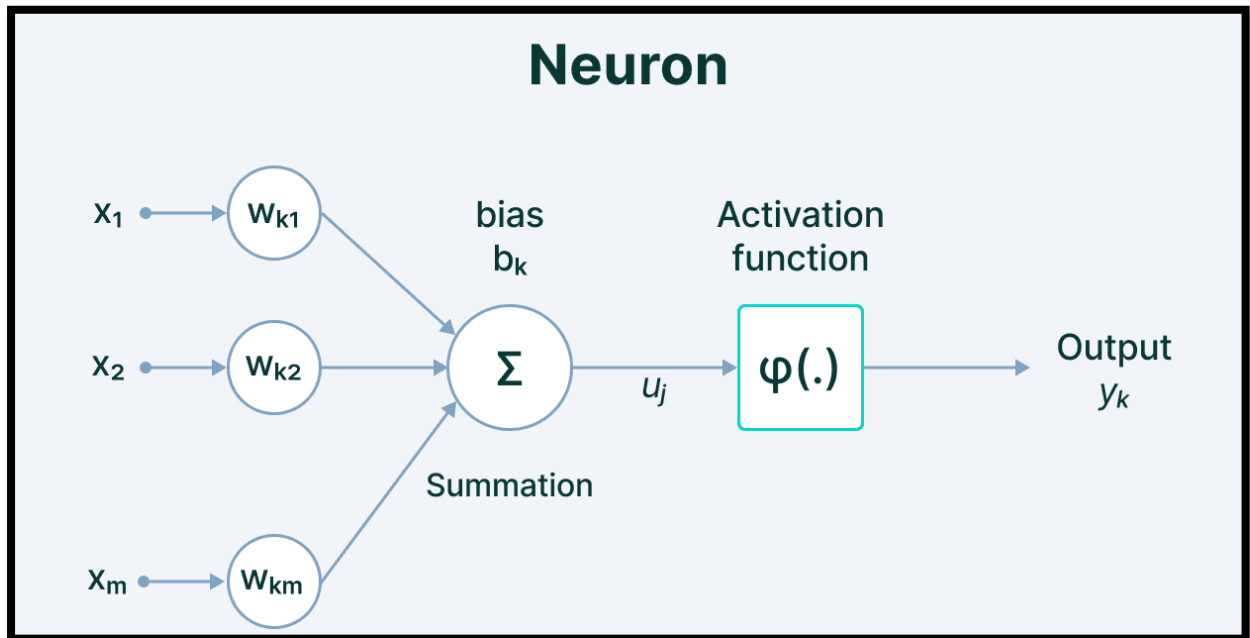 Neuron
x₁
wₖ₁
bias
bₖ
Activation
function
x₂
wₖ₂
Σ
uⱼ
φ(.)
Output
yₖ
Summation
xₘ
wₖₘ